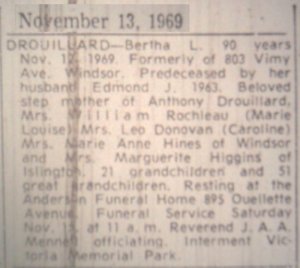 November 13, 1969
DROUILLARD—Bertha L. 90 years
Nov. 12, 1969. Formerly of 803 Vimy
Ave. Windsor. Predeceased by her
husband Edmond J. 1963. Beloved
step mother of Anthony Drouillard,
Mrs. William Rochleau (Marie
Louise) Mrs. Leo Donovan (Caroline)
Mrs. Marie Anne Hines of Windsor
and Mrs. Marguerite Higgins of
Islington. 21 grandchildren and 51
great grandchildren. Resting at the
Anderson Funeral Home 895 Ouellette
Avenue. Funeral Service Saturday
Nov. at 11 a.m. Reverend J. A. A.
officiating. Interment Vic-
toria Memorial Park.